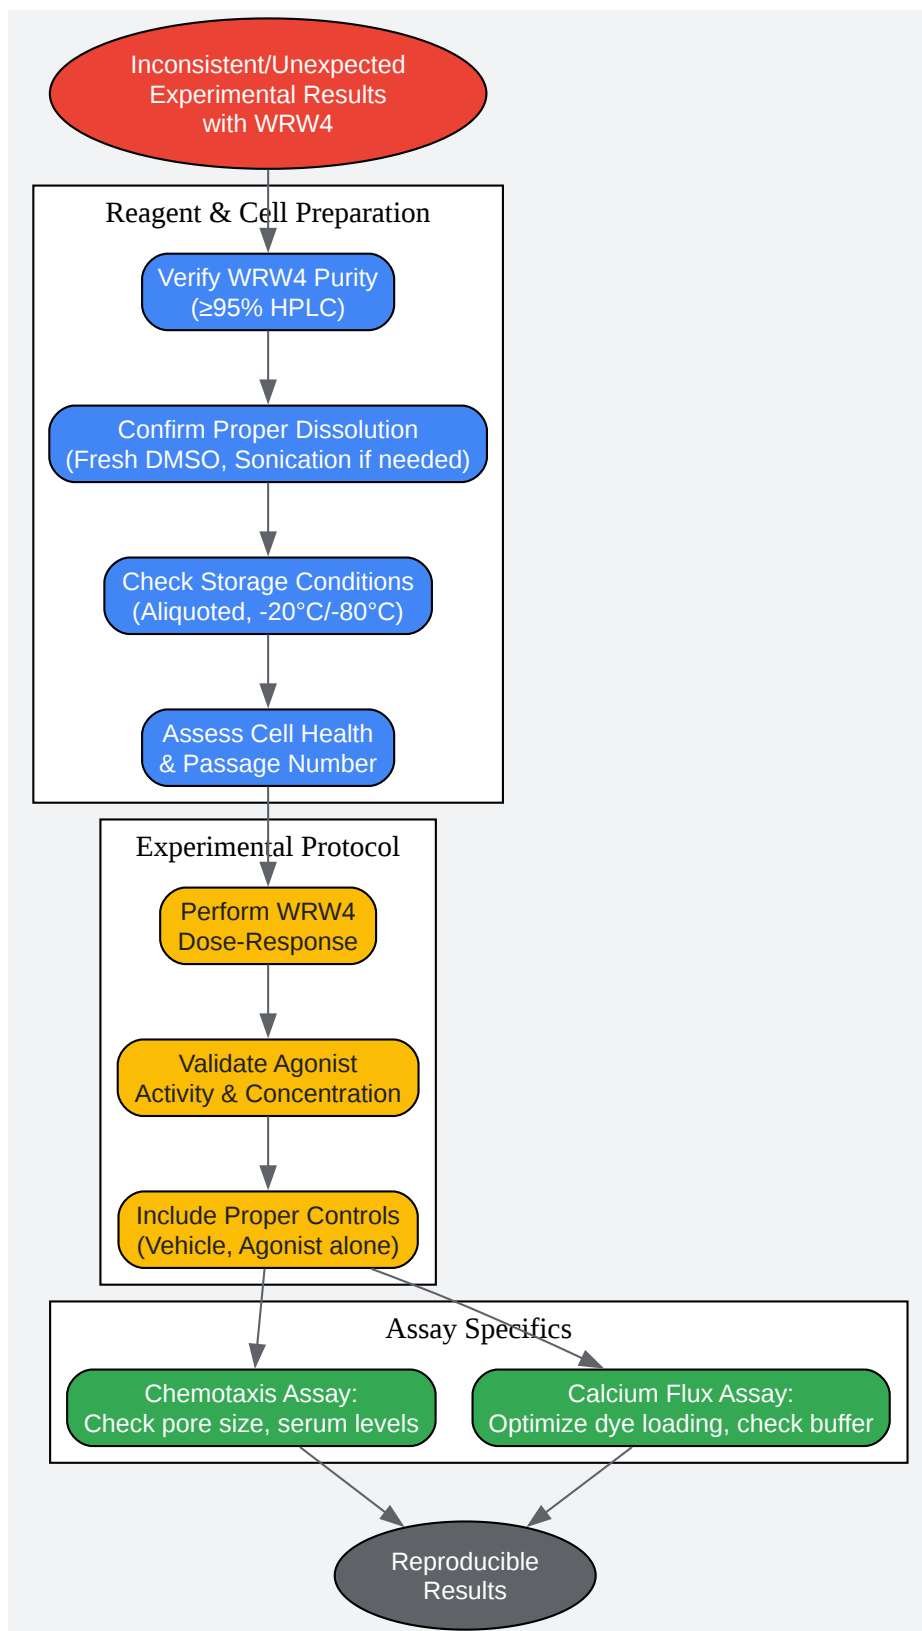 Inconsistent/Unexpected
Experimental Results
with WRW4
Reagent & Cell Preparation
Verify WRW4 Purity
(≥95% HPLC)
Confirm Proper Dissolution
(Fresh DMSO, Sonication if needed)
Check Storage Conditions
(Aliquoted, -20°C/-80°C)
Assess Cell Health
& Passage Number
Experimental Protocol
Perform WRW4
Dose-Response
Validate Agonist
Activity & Concentration
Include Proper Controls
(Vehicle, Agonist alone)
Assay Specifics
Chemotaxis Assay:
Check pore size, serum levels
Calcium Flux Assay:
Optimize dye loading, check buffer
Reproducible
Results